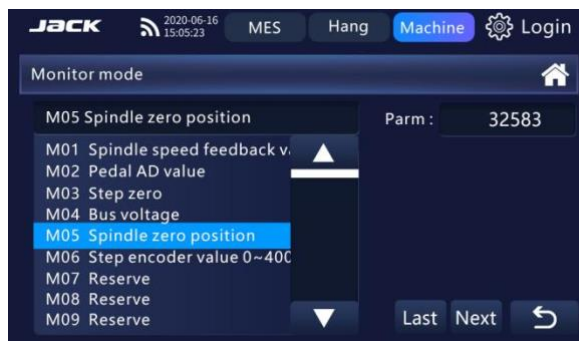 JACK 2020-06-16 15:05:23 MES Hang Machine Login
Monitor mode
M05 Spindle zero position Parm : 32583
M01 Spindle speed feedback v
M02 Pedal AD value
M03 Step zero
M04 Bus voltage
M05 Spindle zero position
M06 Step encoder value 0~400
M07 Reserve
M08 Reserve
M09 Reserve
Last Next